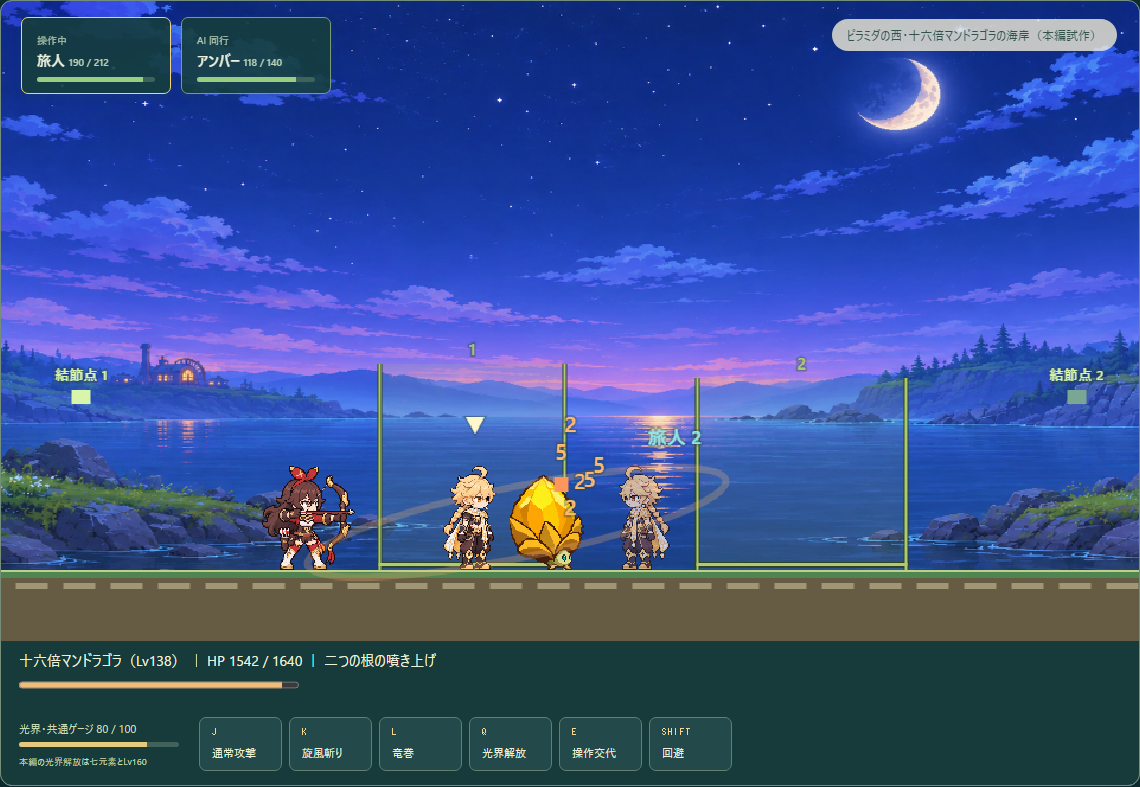 操作中
旅人 190 / 212
AI 同行
アンバー 118 / 140
ピラミダの西・十六倍マンドラゴラの海岸（本編試作）
1
2
結節点 1
結節点 2
2
旅人 2
5
5
25
2
十六倍マンドラゴラ（Lv138） | HP 1542 / 1640 | 二つの根の噴き上げ
光界・共通ゲージ 80 / 100
本編の光界解放は七元素とLv160
J
通常攻撃
K
旋風斬り
L
竜巻
Q
光界解放
E
操作交代
SHIFT
回避